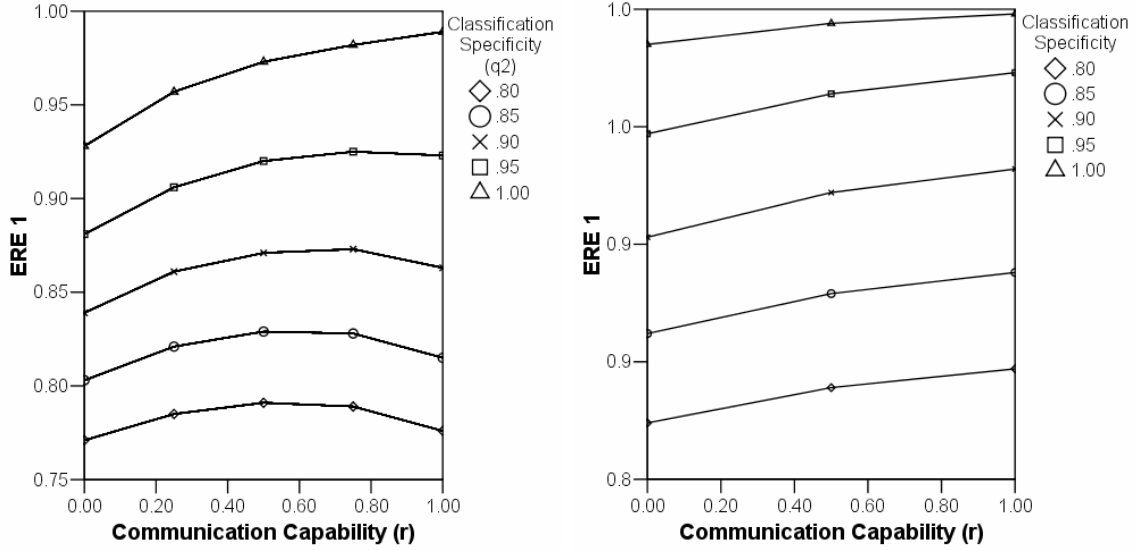 1.00
0.95
0.90
0.85
0.80
0.75
ERE 1
0.00 0.20 0.40 0.60 0.80 1.00
Communication Capability (r)
Classification
Specificity
(q2)
.80
.85
.90
.95
1.00
1.0
1.0
0.9
0.9
0.8
ERE 1
0.00 0.20 0.40 0.60 0.80 1.00
Communication Capability (r)
Classification
Specificity
.80
.85
.90
.95
1.00